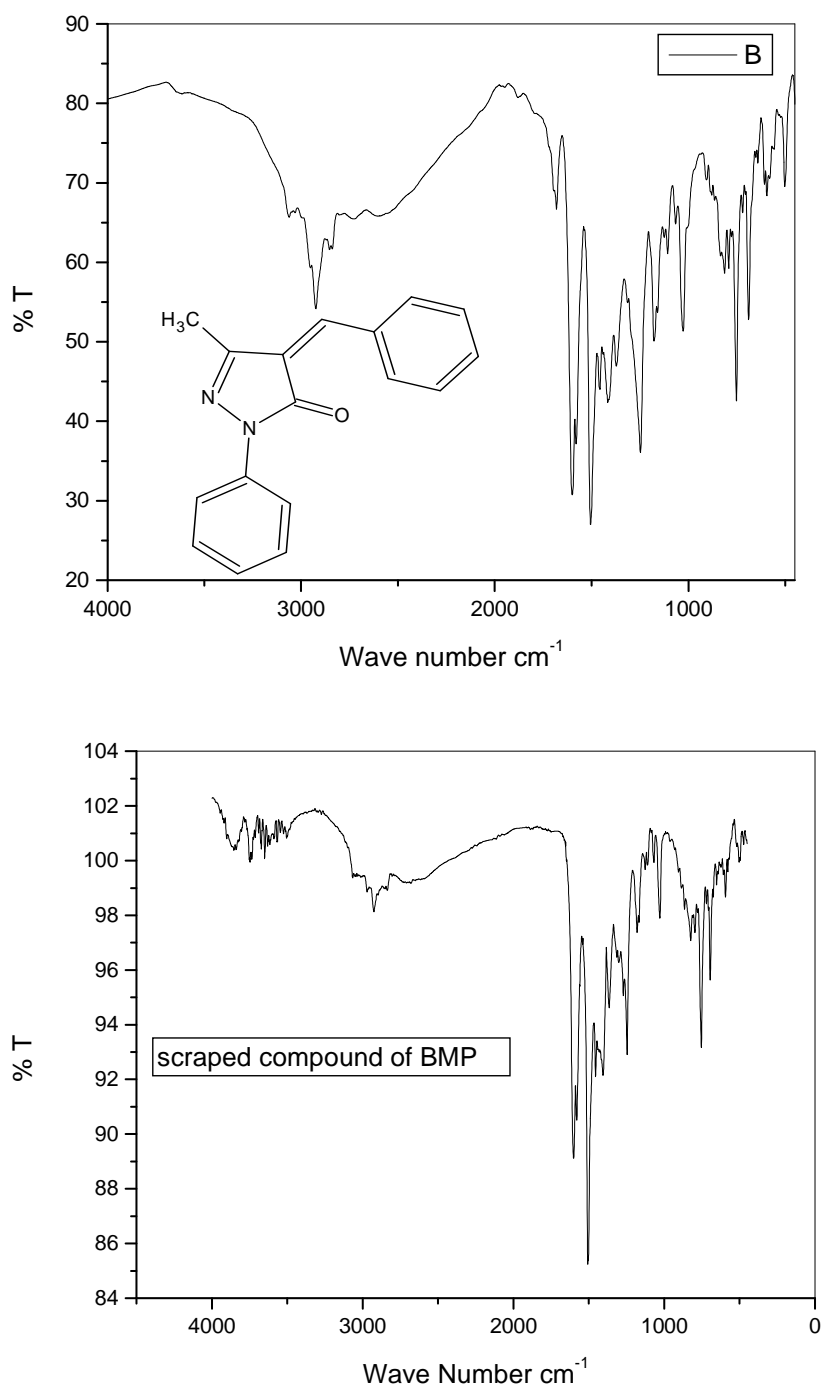 90
B
80
70
60
% T
50
H₃C
N
N
O
40
30
20
4000 3000 2000 1000
Wave number cm⁻¹
104
102
100
98
96
% T
94
scraped compound of BMP
92
90
88
86
84
4000 3000 2000 1000 0
Wave Number cm⁻¹